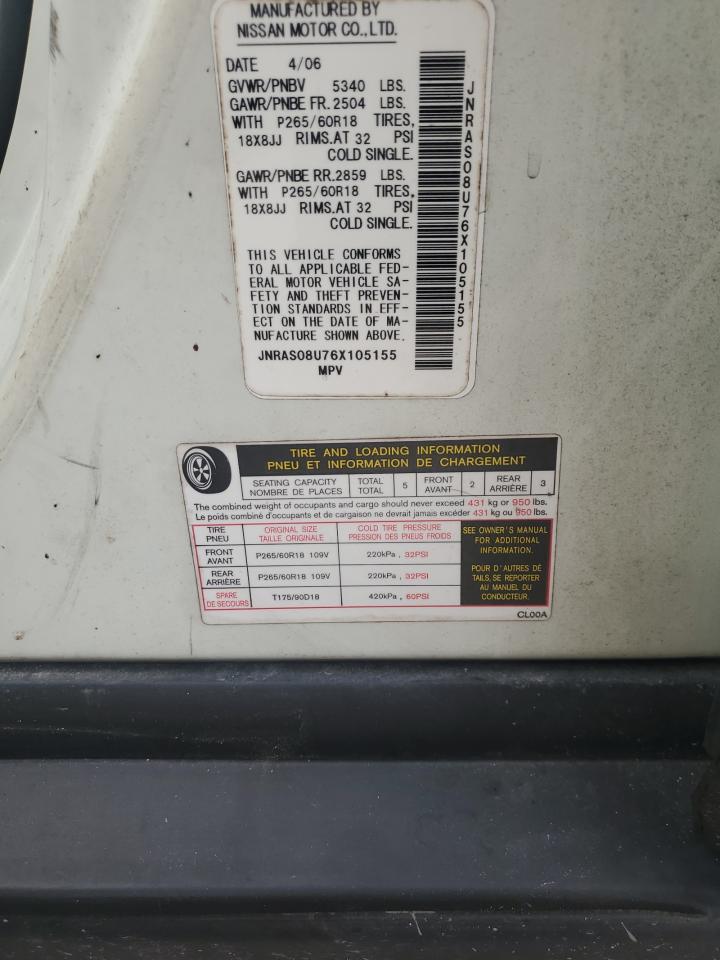 MANUFACTURED BY
NISSAN MOTOR CO.,LTD.
DATE 4/06
GVWR/PNBV 5340 LBS.
GAWR/PNBE FR. 2504 LBS.
WITH P265/60R18 TIRES,
18X8JJ RIMS.AT 32 PSI
COLD SINGLE.
GAWR/PNBE RR. 2859 LBS.
WITH P265/60R18 TIRES,
18X8JJ RIMS.AT 32 PSI
COLD SINGLE.
THIS VEHICLE CONFORMS
TO ALL APPLICABLE FED-
ERAL MOTOR VEHICLE SA-
FETY AND THEFT PREVEN-
TION STANDARDS IN EFF-
ECT ON THE DATE OF MA-
NUFACTURE SHOWN ABOVE.
JNRAS08U76X105155
MPV
JNRAS08U76X105155
TIRE AND LOADING INFORMATION
PNEU ET INFORMATION DE CHARGEMENT
SEATING CAPACITY TOTAL 5 FRONT 2 REAR 3
NOMBRE DE PLACES TOTAL AVANT ARRIÈRE
The combined weight of occupants and cargo should never exceed 431 kg or 950 lbs.
Le poids combiné d'occupants et de cargaison ne devrait jamais excéder 431 kg ou 950 lbs.
TIRE ORIGINAL SIZE COLD TIRE PRESSURE
PNEU TAILLE ORIGINALE PRESSION DES PNEUS FROIDS
FRONT
AVANT P265/60R18 109V 220kPa , 32PSI
REAR
ARRIÈRE P265/60R18 109V 220kPa , 32PSI
SPARE
DE SECOURS T175/90D18 420kPa , 60PSI
SEE OWNER'S MANUAL
FOR ADDITIONAL
INFORMATION.
POUR D'AUTRES DÉ
TAILS, SE REPORTER
AU MANUEL DU
CONDUCTEUR.
CL00A